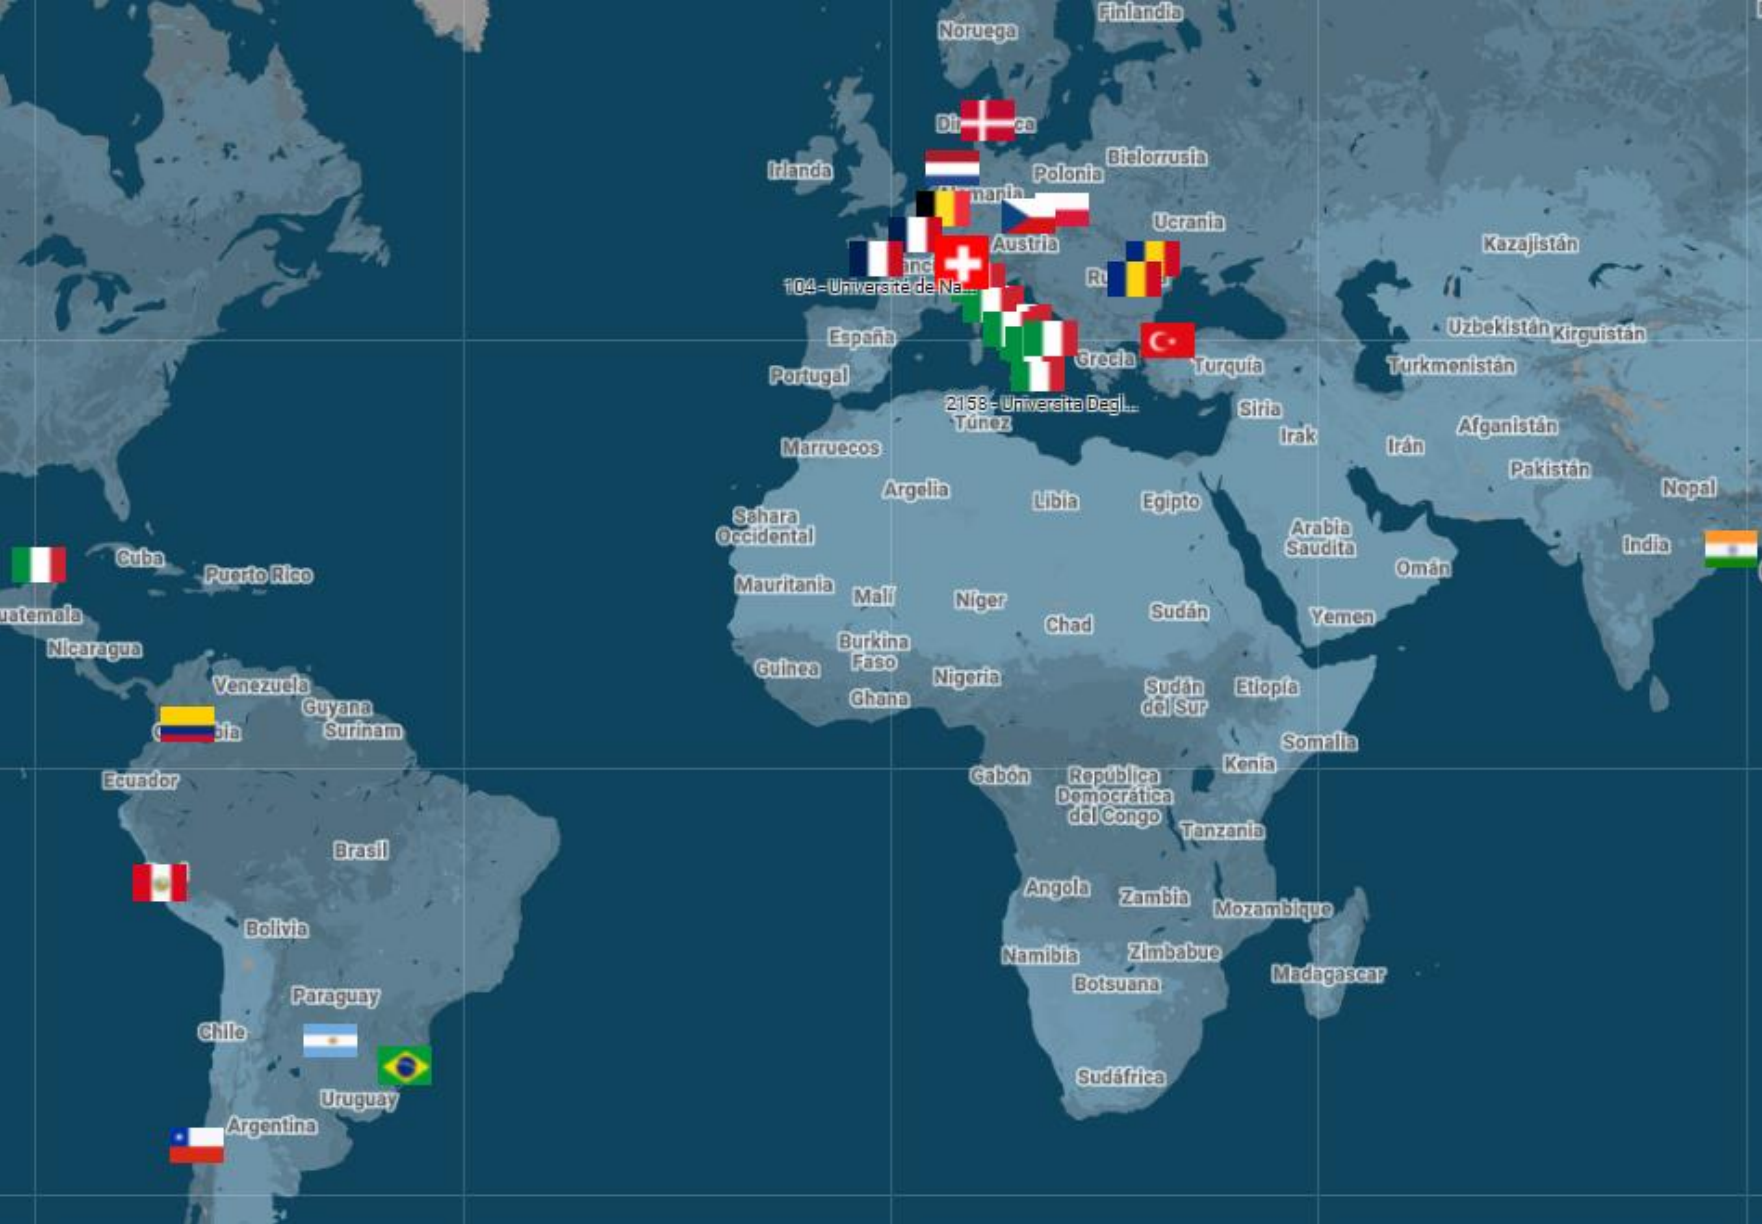 Finlandia
Noruega
Irlanda
Bielorrusia
Polonia
Ucrania
Austria
Kazajistán
104 - Université de Na...
España
Uzbekistán
Kirguistán
Grecia
Turquía
Turkmenistán
Portugal
2158 - Universita Degl...
Túnez
Siria
Irak
Irán
Afganistán
Pakistán
Nepal
Marruecos
Argelia
Libia
Egipto
Sahara
Occidental
Arabia
Saudita
India
Omán
Cuba
Puerto Rico
Mauritania
Malí
Níger
Chad
Sudán
Yemen
uatemala
Nicaragua
Burkina
Faso
Guinea
Nigeria
Ghana
Sudán
del Sur
Etiopía
Venezuela
Guyana
Surinam
Somalia
Kenia
Ecuador
Gabón
República
Democrática
del Congo
Tanzania
Brasil
Angola
Zambia
Mozambique
Bolivia
Namibia
Zimbabue
Botsuana
Madagascar
Paraguay
Chile
Sudáfrica
Uruguay
Argentina